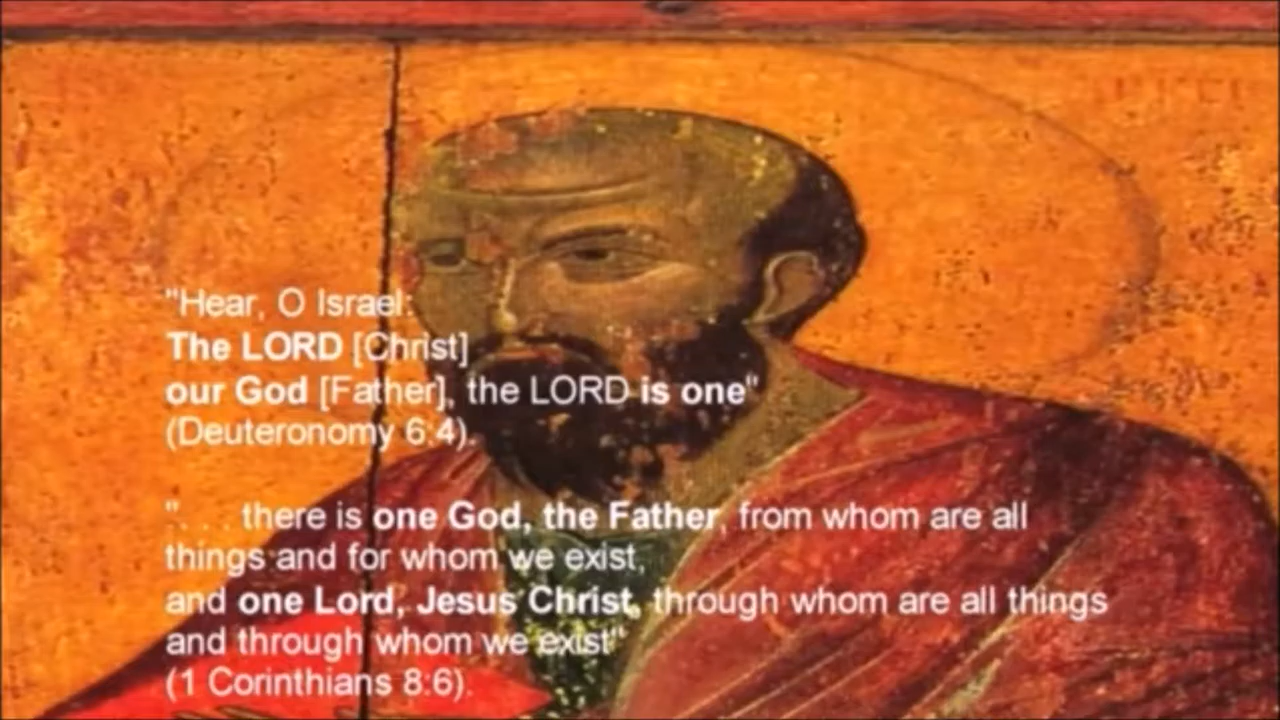 "Hear, O Israel:
The LORD [Christ]
our God [Father], the LORD is one"
(Deuteronomy 6:4).
". . . there is one God, the Father, from whom are all
things and for whom we exist,
and one Lord, Jesus Christ, through whom are all things
and through whom we exist"
(1 Corinthians 8:6).